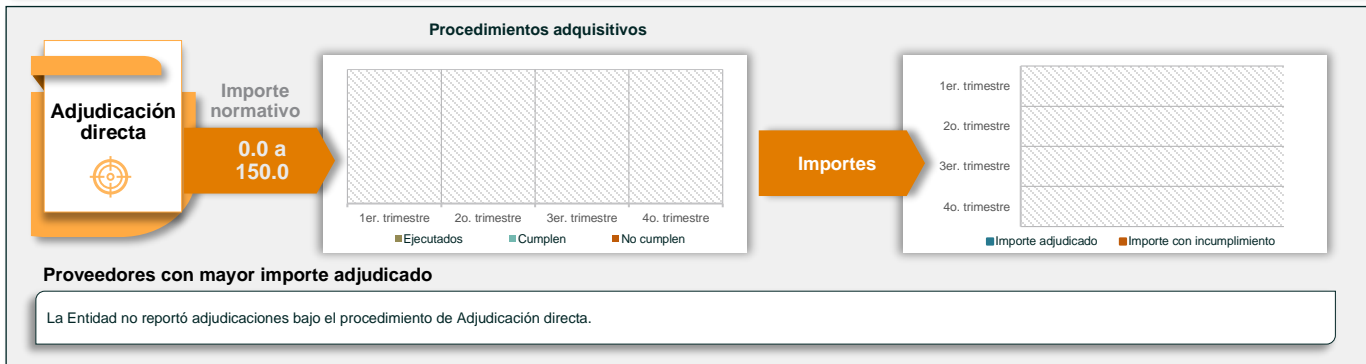 Procedimientos adquisitivos
Adjudicación
directa
Importe
normativo
0.0 a
150.0
1er. trimestre 2o. trimestre 3er. trimestre 4o. trimestre
Ejecutados Cumplen No cumplen
Importes
1er. trimestre
2o. trimestre
3er. trimestre
4o. trimestre
Importe adjudicado Importe con incumplimiento
Proveedores con mayor importe adjudicado
La Entidad no reportó adjudicaciones bajo el procedimiento de Adjudicación directa.